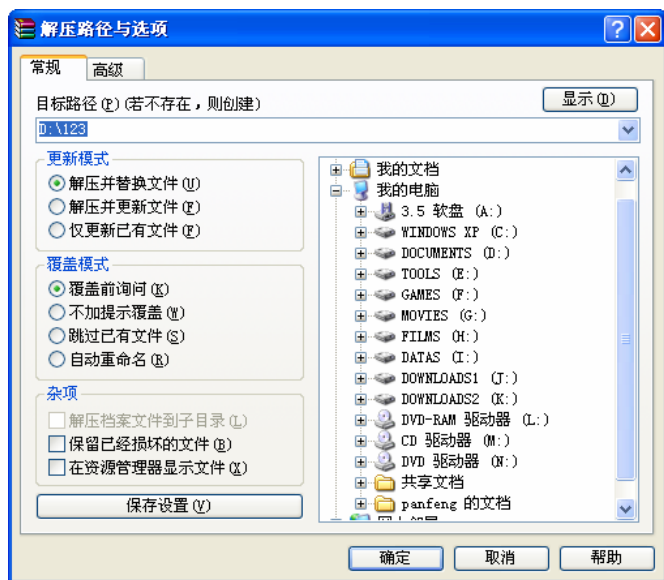 解压路径与选项
常规
高级
目标路径(P)(若不存在，则创建)
显示(D)
D:\123
更新模式
解压并替换文件(U)
解压并更新文件(F)
仅更新已有文件(F)
覆盖模式
覆盖前询问(K)
不加提示覆盖(W)
跳过已有文件(S)
自动重命名(R)
杂项
解压档案文件到子目录(L)
保留已经损坏的文件(B)
在资源管理器显示文件(X)
保存设置(V)
我的文档
我的电脑
3.5 软盘 (A:)
WINDOWS XP (C:)
DOCUMENTS (D:)
TOOLS (E:)
GAMES (F:)
MOVIES (G:)
FILMS (H:)
DATAS (I:)
DOWNLOADS1 (J:)
DOWNLOADS2 (K:)
DVD-RAM 驱动器 (L:)
CD 驱动器 (M:)
DVD 驱动器 (N:)
共享文档
panfeng 的文档
确定
取消
帮助